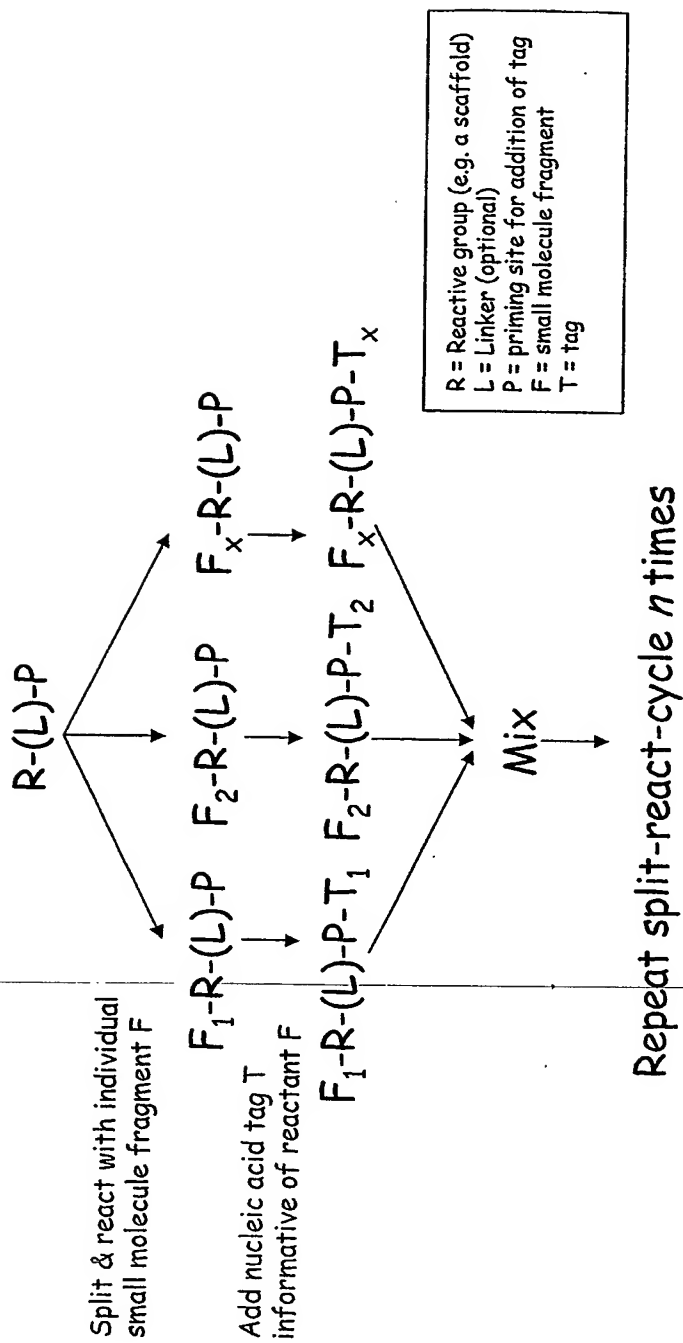 R-(L)-P
Split & react with individual
small molecule fragment F
F₁-R-(L)-P
F₂-R-(L)-P
Fₓ-R-(L)-P
Add nucleic acid tag T
informative of reactant F
F₁-R-(L)-P-T₁
F₂-R-(L)-P-T₂
Fₓ-R-(L)-P-Tₓ
Mix
Repeat split-react-cycle n times
R = Reactive group (e.g. a scaffold)
L = Linker (optional)
P = priming site for addition of tag
F = small molecule fragment
T = tag